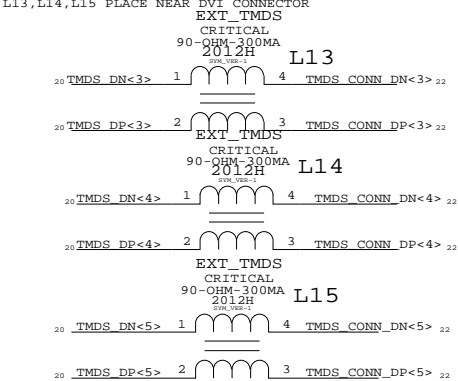 L13,L14,L15 PLACE NEAR DVI CONNECTOR
EXT_TMDS
CRITICAL
90-OHM-300MA
2012H
SYM_VER-1
L13
20 TMDS_DN<3> 1 4 TMDS_CONN_DN<3> 22
20 TMDS_DP<3> 2 3 TMDS_CONN_DP<3> 22
EXT_TMDS
CRITICAL
90-OHM-300MA
2012H
SYM_VER-1
L14
20 TMDS_DN<4> 1 4 TMDS_CONN_DN<4> 22
20 TMDS_DP<4> 2 3 TMDS_CONN_DP<4> 22
EXT_TMDS
CRITICAL
90-OHM-300MA
2012H
SYM_VER-1
L15
20 TMDS_DN<5> 1 4 TMDS_CONN_DN<5> 22
20 TMDS_DP<5> 2 3 TMDS_CONN_DP<5> 22